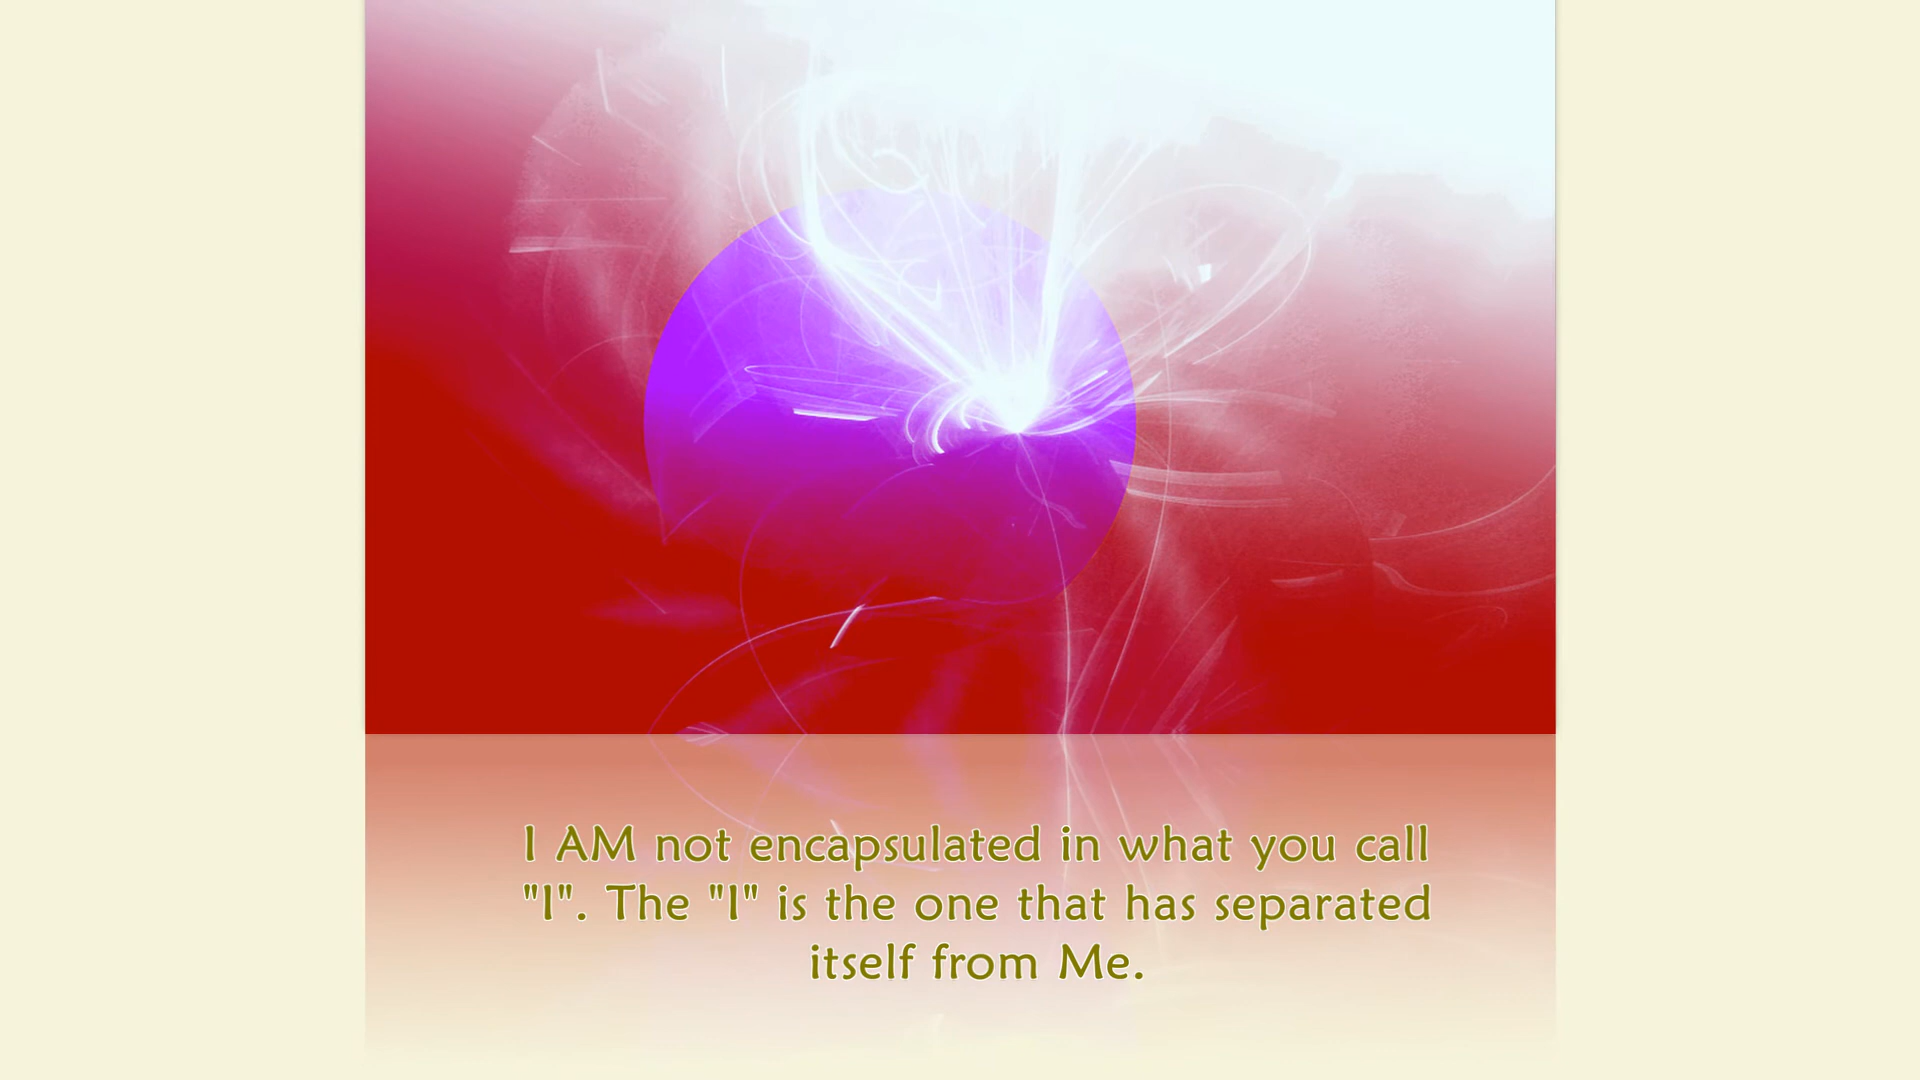 I AM not encapsulated in what you call
"I". The "I" is the one that has separated
itself from Me.